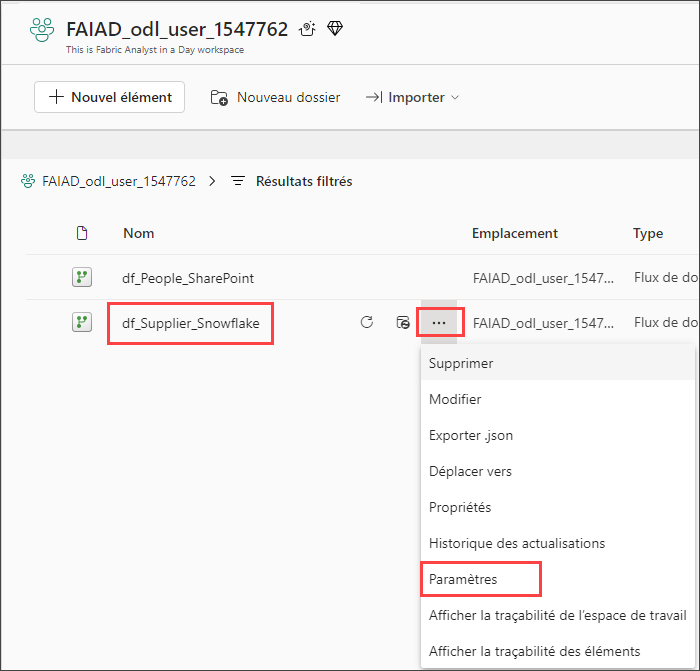 FAIAD_odl_user_1547762
This is Fabric Analyst in a Day workspace
Nouvel élément Nouveau dossier Importer
FAIAD_odl_user_1547762 > Résultats filtrés
Nom Emplacement Type
df_People_SharePoint FAIAD_odl_user_1547... Flux de do
df_Supplier_Snowflake ... FAIAD_odl_user_1547... Flux de do
Supprimer
Modifier
Exporter .json
Déplacer vers
Propriétés
Historique des actualisations
Paramètres
Afficher la traçabilité de l’espace de travail
Afficher la traçabilité des éléments